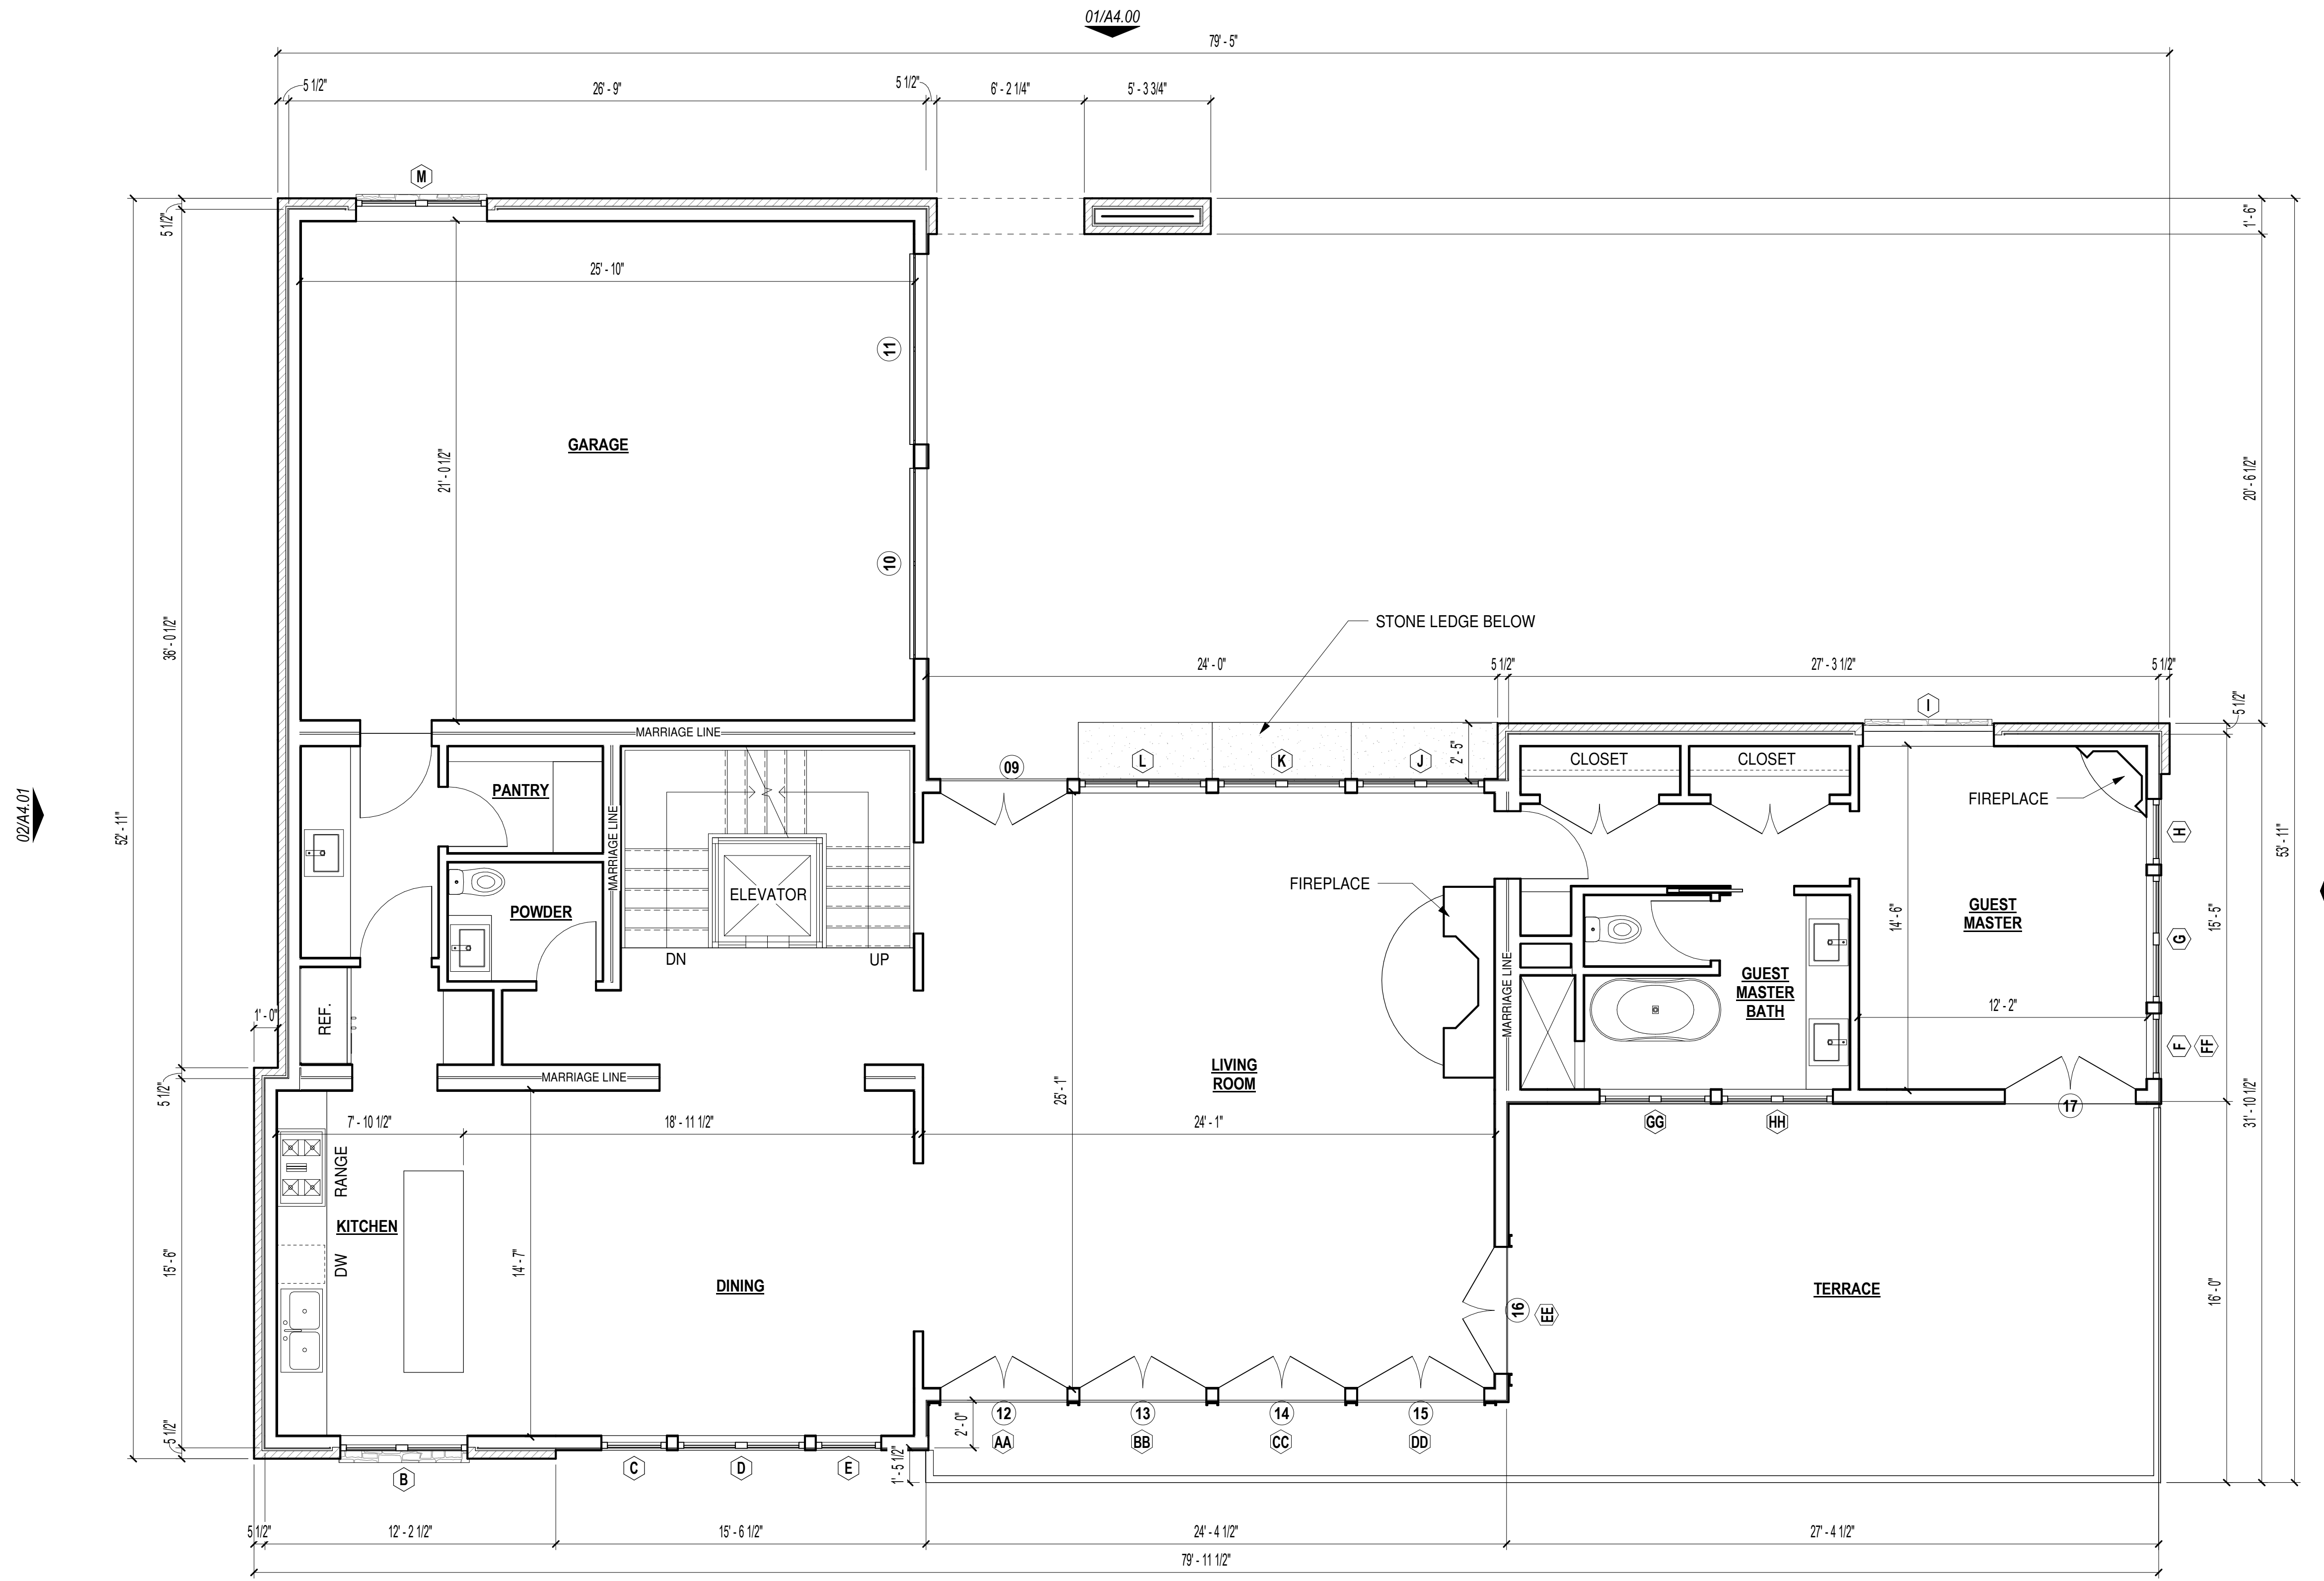 01/A4.00
79' - 5"
5 1/2"
26' - 9"
5 1/2"
6' - 2 1/4"
5' - 3 3/4"
M
5 1/2"
1' - 6"
25' - 10"
11
GARAGE
21' - 0 1/2"
20' - 6 1/2"
10
36' - 0 1/2"
STONE LEDGE BELOW
24' - 0"
5 1/2"
27' - 3 1/2"
5 1/2"
5 1/2"
I
MARRIAGE LINE
09
L
K
J
2' - 5"
CLOSET
CLOSET
PANTRY
FIREPLACE
02/A4.01
52' - 11"
H
53' - 11"
MARRIAGE LINE
ELEVATOR
FIREPLACE
POWDER
14' - 6"
GUEST
MASTER
G
15' - 5"
DN
UP
MARRIAGE LINE
GUEST
MASTER
BATH
12' - 2"
1' - 0"
REF.
F
FF
LIVING
ROOM
MARRIAGE LINE
5 1/2"
25' - 1"
17
31' - 10 1/2"
7' - 10 1/2"
18' - 11 1/2"
24' - 1"
GG
HH
RANGE
KITCHEN
DW
15' - 6"
14' - 7"
DINING
TERRACE
16' - 0"
16
EE
12
13
14
15
2' - 0"
AA
BB
CC
DD
5 1/2"
B
C
D
E
1' - 5 1/2"
5 1/2"
12' - 2 1/2"
15' - 6 1/2"
24' - 4 1/2"
27' - 4 1/2"
79' - 11 1/2"